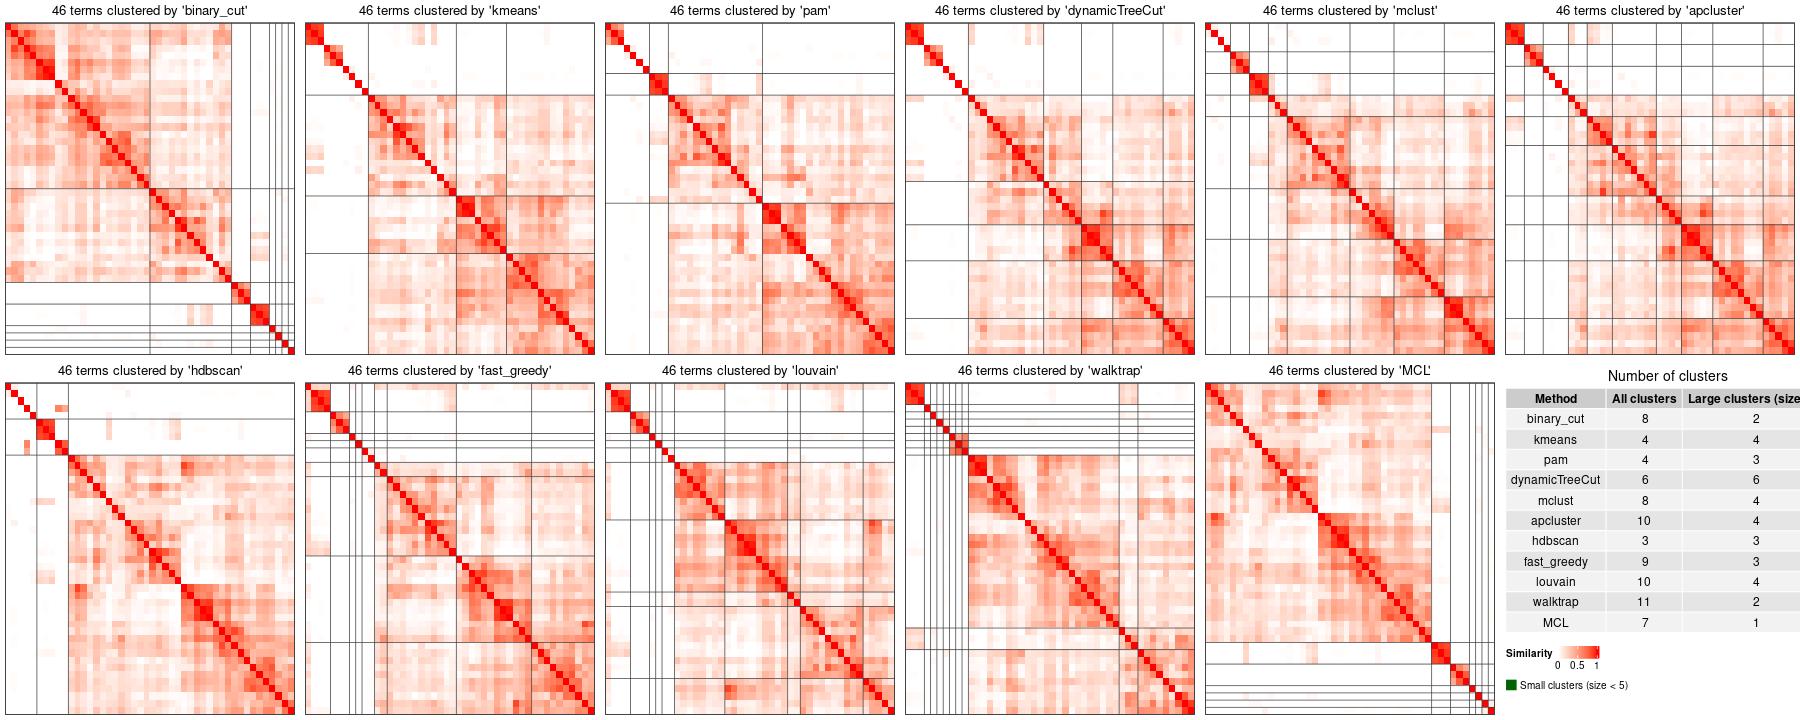 46 terms clustered by 'binary_cut'
46 terms clustered by 'kmeans'
46 terms clustered by 'pam'
46 terms clustered by 'dynamicTreeCut'
46 terms clustered by 'mclust'
46 terms clustered by 'apcluster'
46 terms clustered by 'hdbscan'
46 terms clustered by 'fast_greedy'
46 terms clustered by 'louvain'
46 terms clustered by 'walktrap'
46 terms clustered by 'MCL'
Number of clusters
Method All clusters Large clusters (size
binary_cut 8 2
kmeans 4 4
pam 4 3
dynamicTreeCut 6 6
mclust 8 4
apcluster 10 4
hdbscan 3 3
fast_greedy 9 3
louvain 10 4
walktrap 11 2
MCL 7 1
Similarity
0 0.5 1
Small clusters (size < 5)